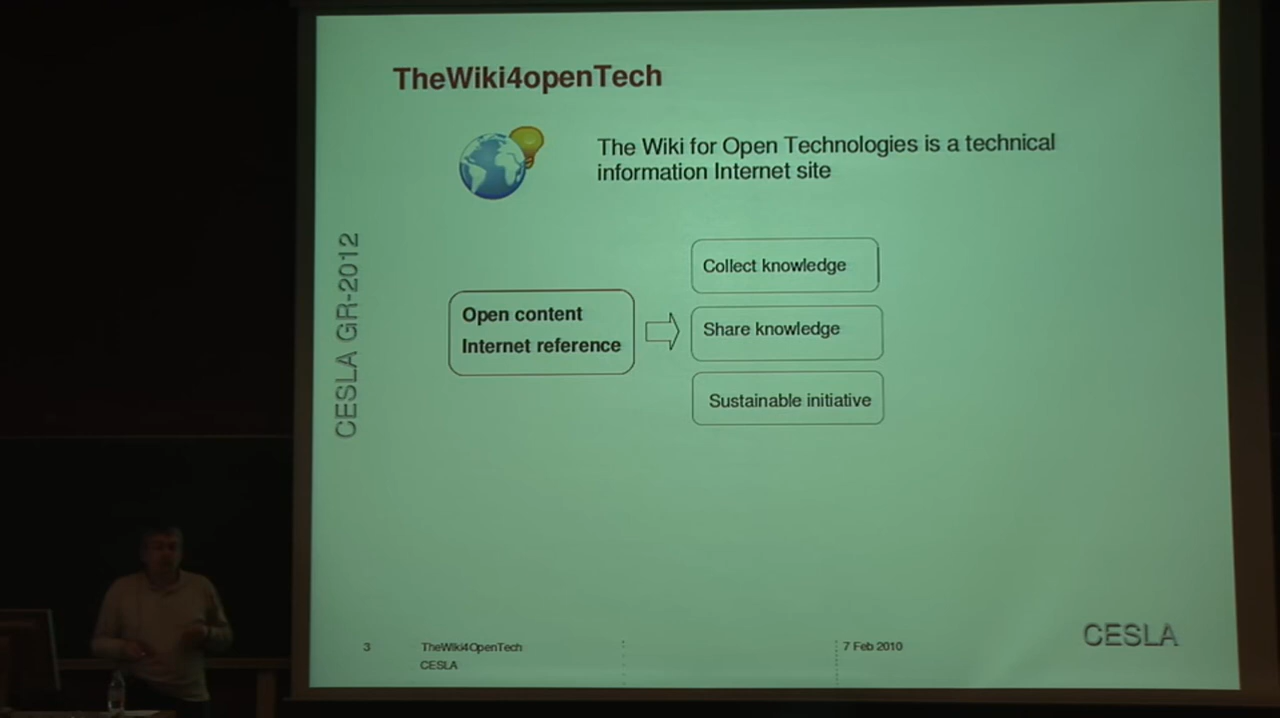 TheWiki4openTech
The Wiki for Open Technologies is a technical
information Internet site
CESLA GR-2012
Open content
Internet reference
Collect knowledge
Share knowledge
Sustainable initiative
3
TheWiki4OpenTech
CESLA
7 Feb 2010
CESLA